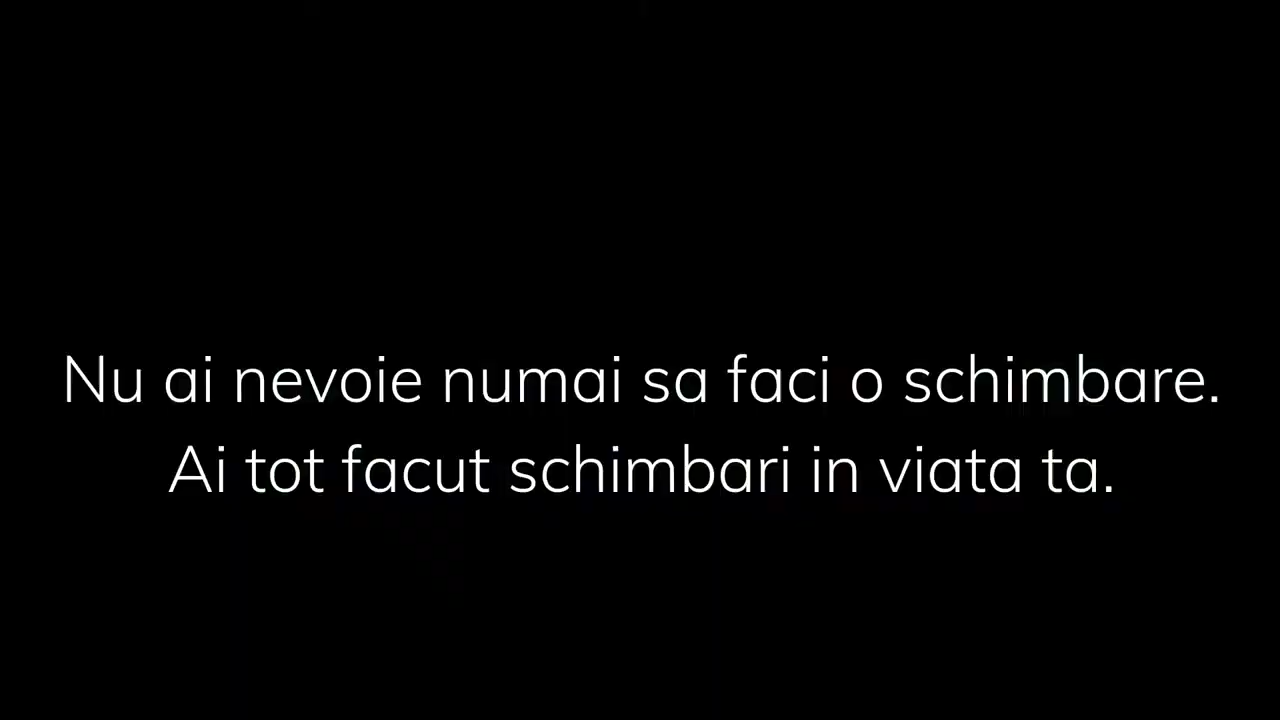 Nu ai nevoie numai sa faci o schimbare.
Ai tot facut schimbari in viata ta.